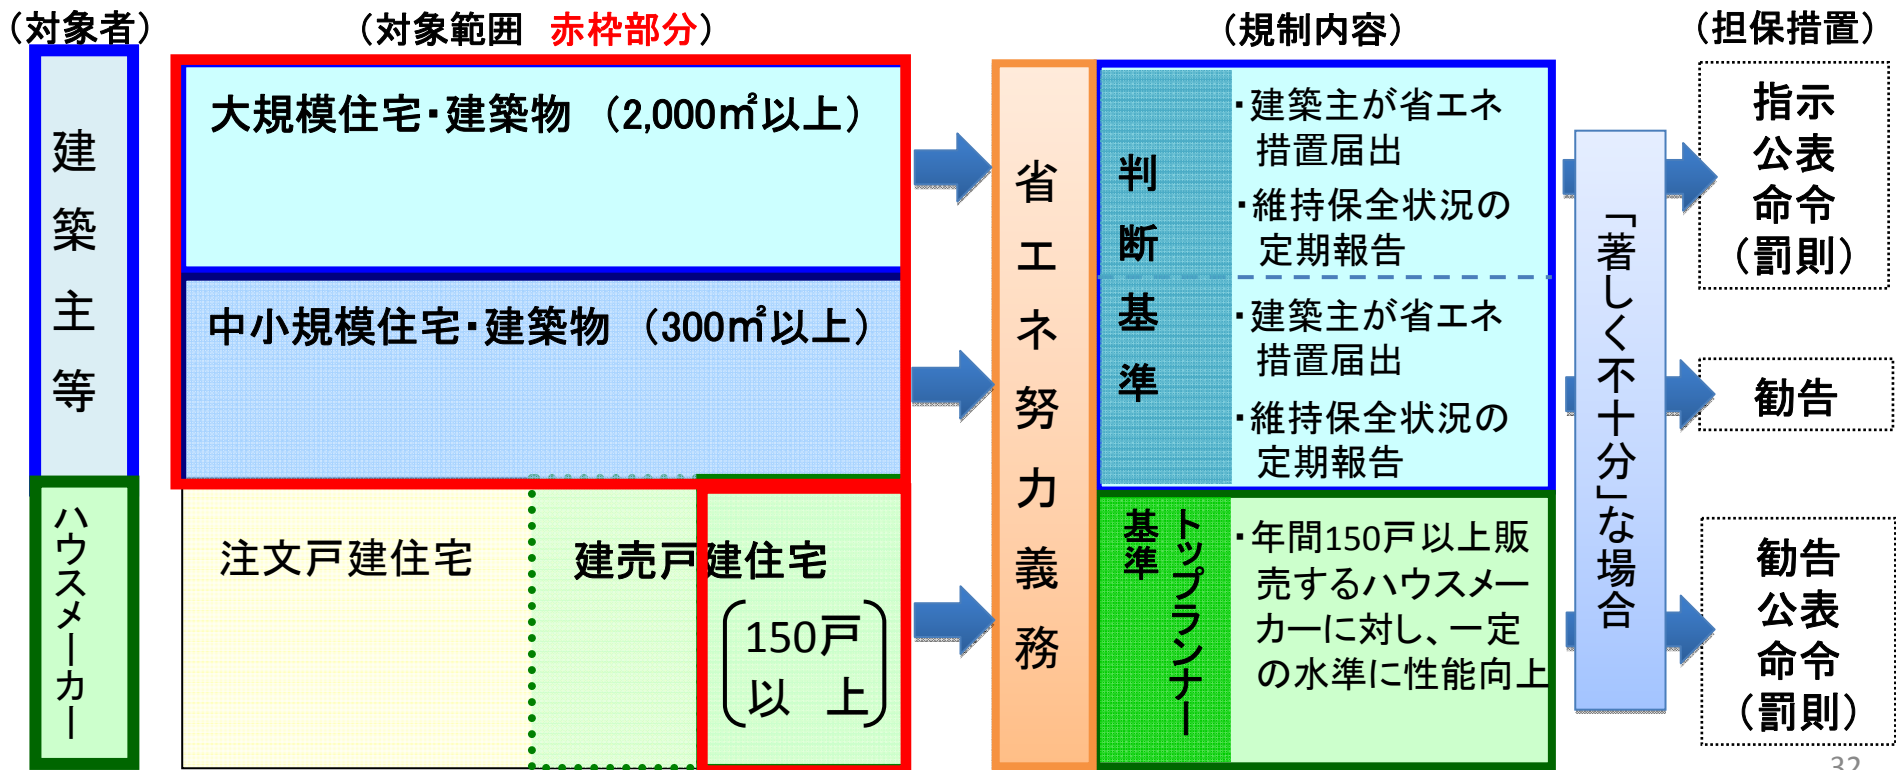 （対象者）
（対象範囲　赤枠部分）
（規制内容）
（担保措置）
建築主等
ハウスメーカー
大規模住宅・建築物　（2,000㎡以上）
中小規模住宅・建築物　（300㎡以上）
注文戸建住宅
建売戸建住宅
150戸
以　上
省エネ努力義務
判断基準
・建築主が省エネ
措置届出
・維持保全状況の
定期報告
・建築主が省エネ
措置届出
・維持保全状況の
定期報告
トップランナー
基準
・年間150戸以上販
売するハウスメー
カーに対し、一定
の水準に性能向上
「著しく不十分」な場合
指示
公表
命令
（罰則）
勧告
勧告
公表
命令
（罰則）
32